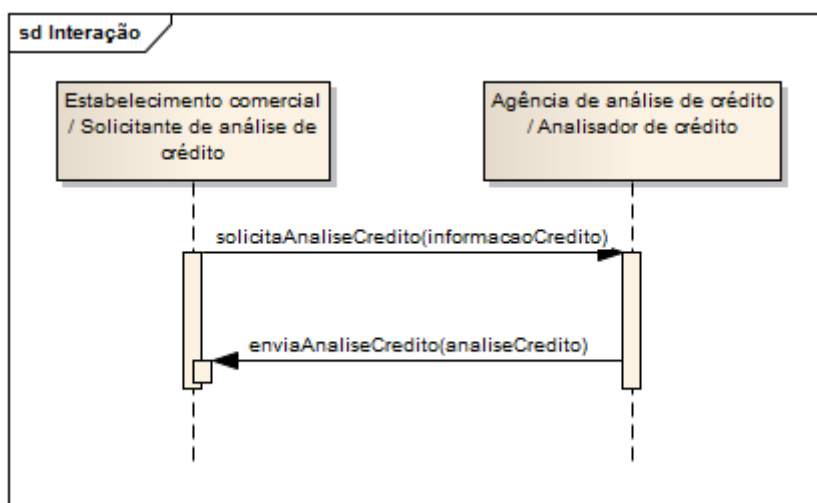 sd Interação
Estabelecimento comercial
/ Solicitante de análise de
crédito
Agência de análise de crédito
/ Analisador de crédito
solicitaAnaliseCredito(informacaoCredito)
enviaAnaliseCredito(analiseCredito)